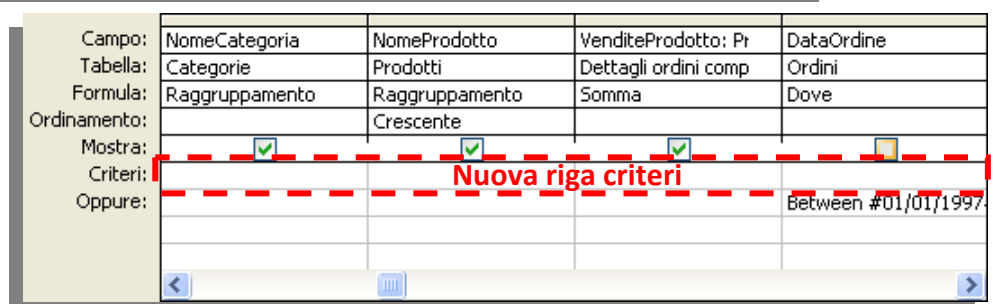 Campo: NomeCategoria NomeProdotto VenditeProdotto: Pr DataOrdine
Tabella: Categorie Prodotti Dettagli ordini comp Ordini
Formula: Raggruppamento Raggruppamento Somma Dove
Ordinamento: Crescente
Mostra:
Criteri: Nuova riga criteri
Oppure: Between #01/01/1997